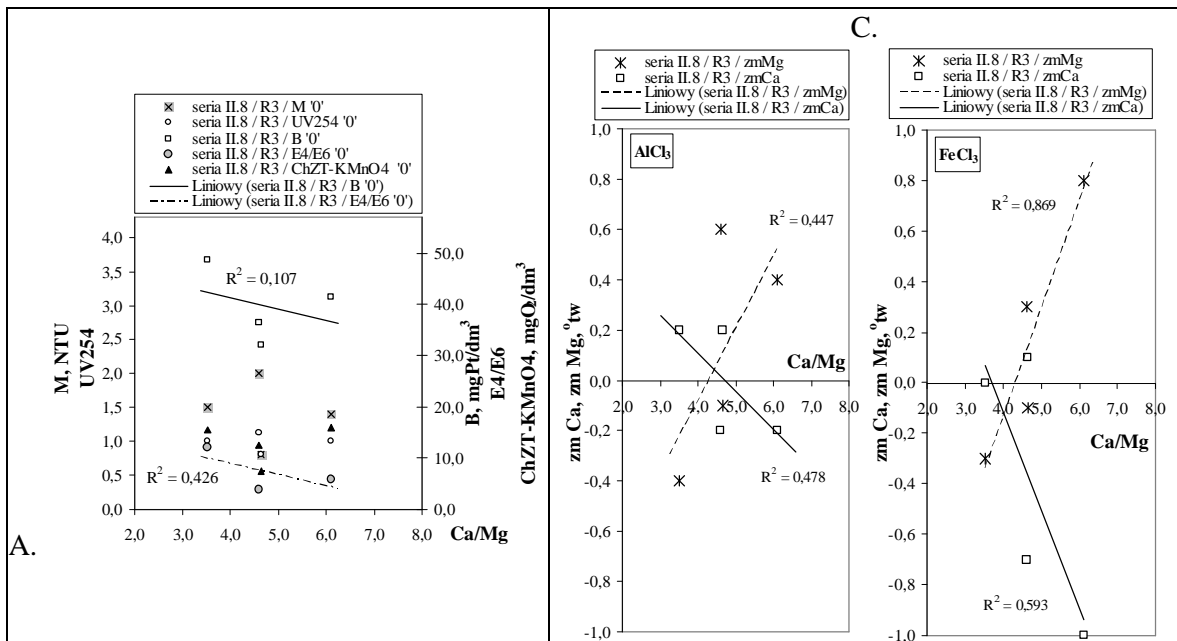 C.
seria II.8 / R3 / M '0'
seria II.8 / R3 / UV254 '0'
seria II.8 / R3 / B '0'
seria II.8 / R3 / E4/E6 '0'
seria II.8 / R3 / ChZT-KMnO4 '0'
Liniowy (seria II.8 / R3 / B '0')
Liniowy (seria II.8 / R3 / E4/E6 '0')
4,0
3,5
3,0
2,5
2,0
1,5
1,0
0,5
0,0
M, NTU
UV254
50,0
40,0
30,0
20,0
10,0
0,0
B, mgPt/dm³
E4/E6
ChZT-KMnO4, mgO₂/dm³
R² = 0,107
R² = 0,426
2,0 3,0 4,0 5,0 6,0 7,0 8,0
Ca/Mg
A.
seria II.8 / R3 / zmMg
seria II.8 / R3 / zmCa
Liniowy (seria II.8 / R3 / zmMg)
Liniowy (seria II.8 / R3 / zmCa)
AlCl₃
1,0
0,8
0,6
0,4
0,2
0,0
-0,2
-0,4
-0,6
-0,8
-1,0
zm Ca, zm Mg, °tw
R² = 0,447
Ca/Mg
2,0 3,0 4,0 5,0 6,0 7,0 8,0
R² = 0,478
seria II.8 / R3 / zmMg
seria II.8 / R3 / zmCa
Liniowy (seria II.8 / R3 / zmMg)
Liniowy (seria II.8 / R3 / zmCa)
FeCl₃
1,0
0,8
0,6
0,4
0,2
0,0
-0,2
-0,4
-0,6
-0,8
-1,0
zm Ca, zm Mg, °tw
R² = 0,869
2,0 3,0 4,0 5,0 6,0 7,0 8,0
Ca/Mg
R² = 0,593